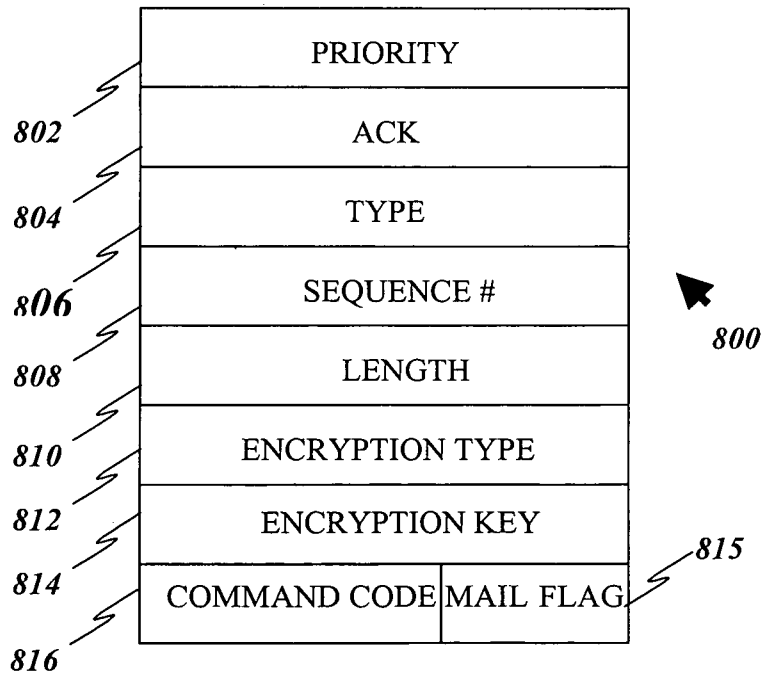 PRIORITY
802
ACK
804
TYPE
806
SEQUENCE #
800
808
LENGTH
810
ENCRYPTION TYPE
812
ENCRYPTION KEY
815
814
COMMAND CODE MAIL FLAG
816